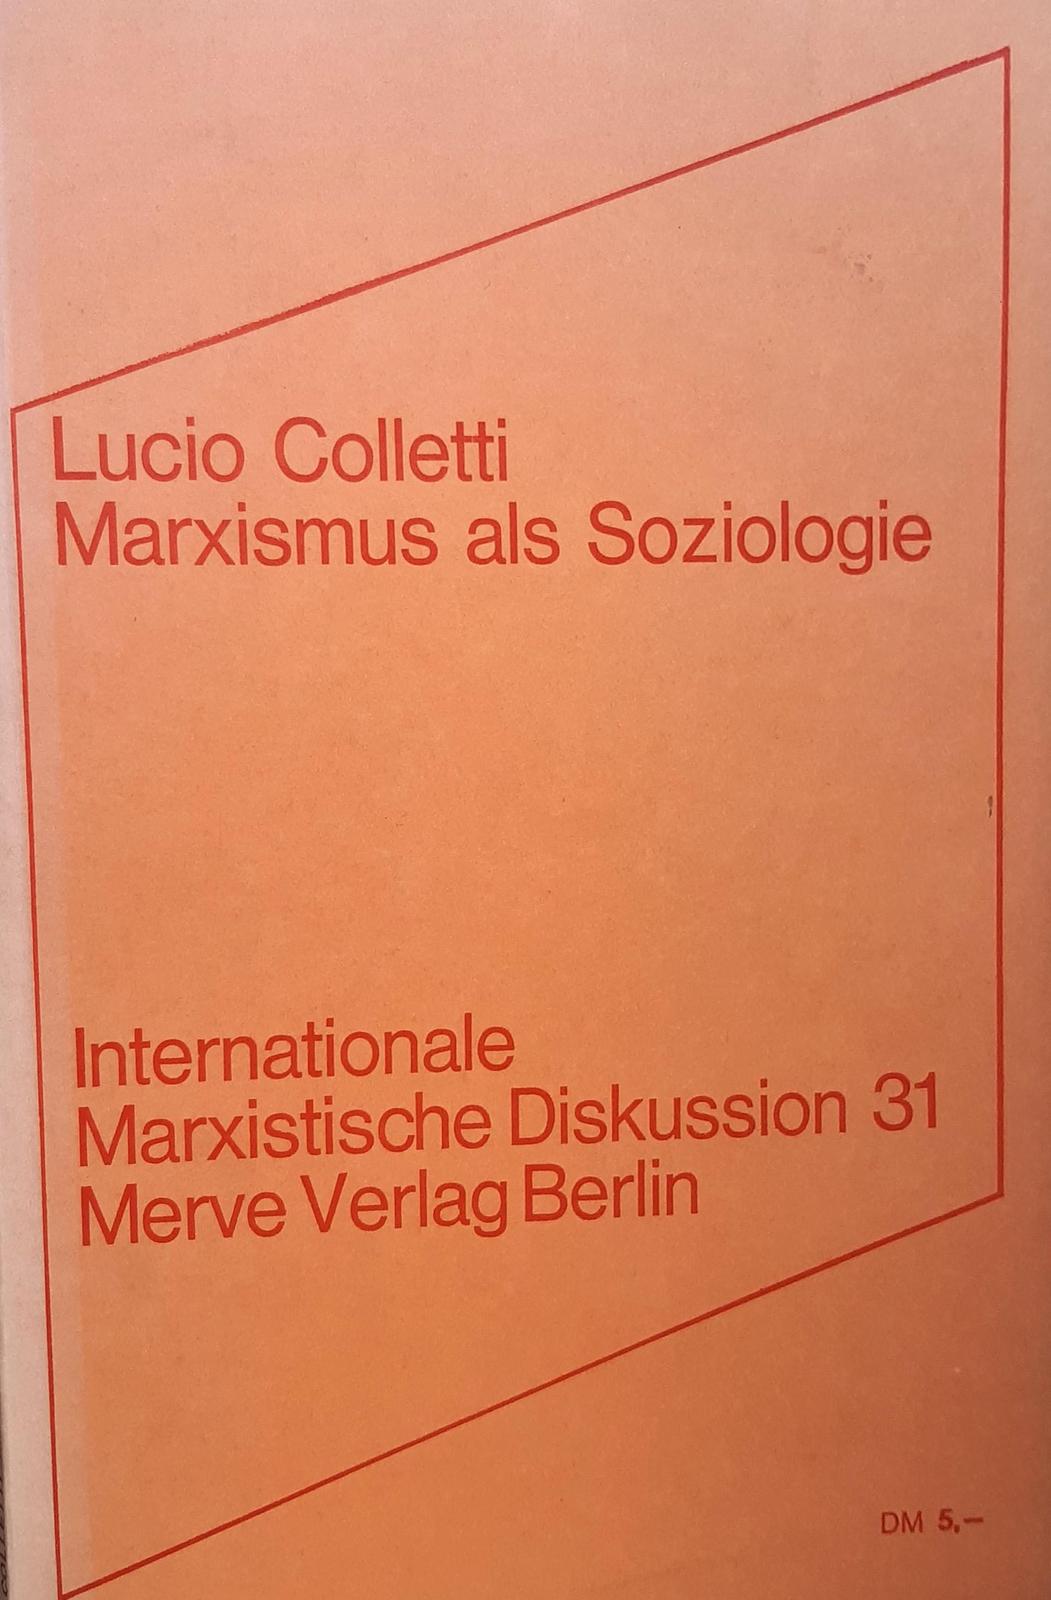 Lucio Colletti
Marxismus als Soziologie
Internationale
Marxistische Diskussion 31
Merve Verlag Berlin
DM 5,—